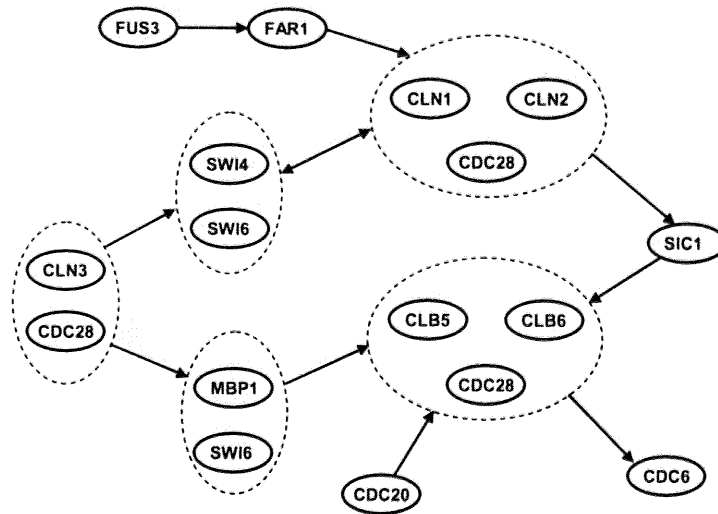 FUS3
FAR1
CLN1
CLN2
CDC28
SWI4
SWI6
SIC1
CLN3
CDC28
CLB5
CLB6
CDC28
MBP1
SWI6
CDC20
CDC6